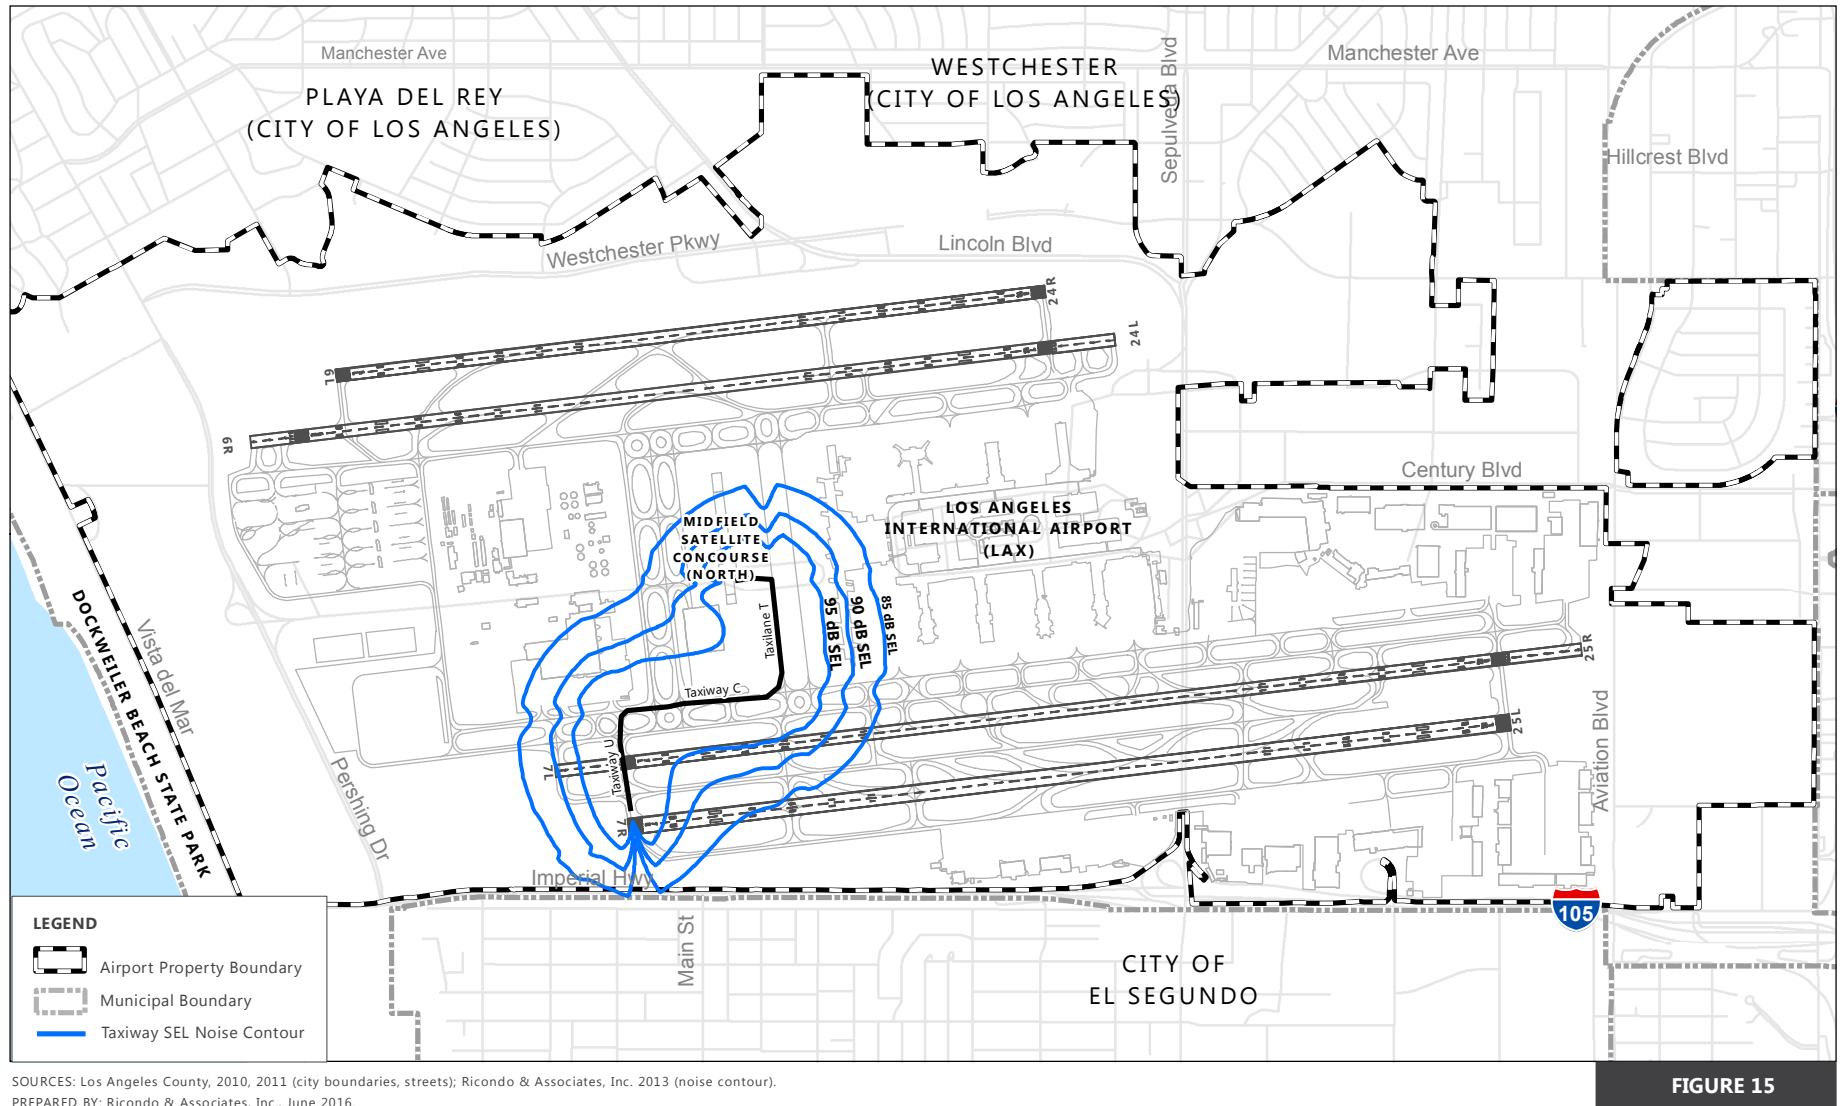 Manchester Ave
Manchester Ave
WESTCHESTER
(CITY OF LOS ANGELES)
PLAYA DEL REY
(CITY OF LOS ANGELES)
Sepulveda Blvd
Hillcrest Blvd
Westchester Pkwy
Lincoln Blvd
24R
24L
6L
6R
Century Blvd
MIDFIELD
SATELLITE
CONCOURSE
(NORTH)
LOS ANGELES
INTERNATIONAL AIRPORT
(LAX)
95 dB SEL
90 dB SEL
85 dB SEL
Taxilane T
Taxiway C
Taxiway U
7L
7R
25R
25L
Aviation Blvd
DOCKWEILER BEACH STATE PARK
Vista del Mar
Pacific
Ocean
Pershing Dr
Imperial Hwy
Main St
105
CITY OF
EL SEGUNDO
LEGEND
Airport Property Boundary
Municipal Boundary
Taxiway SEL Noise Contour
SOURCES: Los Angeles County, 2010, 2011 (city boundaries, streets); Ricondo & Associates, Inc. 2013 (noise contour).
PREPARED BY: Ricondo & Associates, Inc., June 2016
FIGURE 15